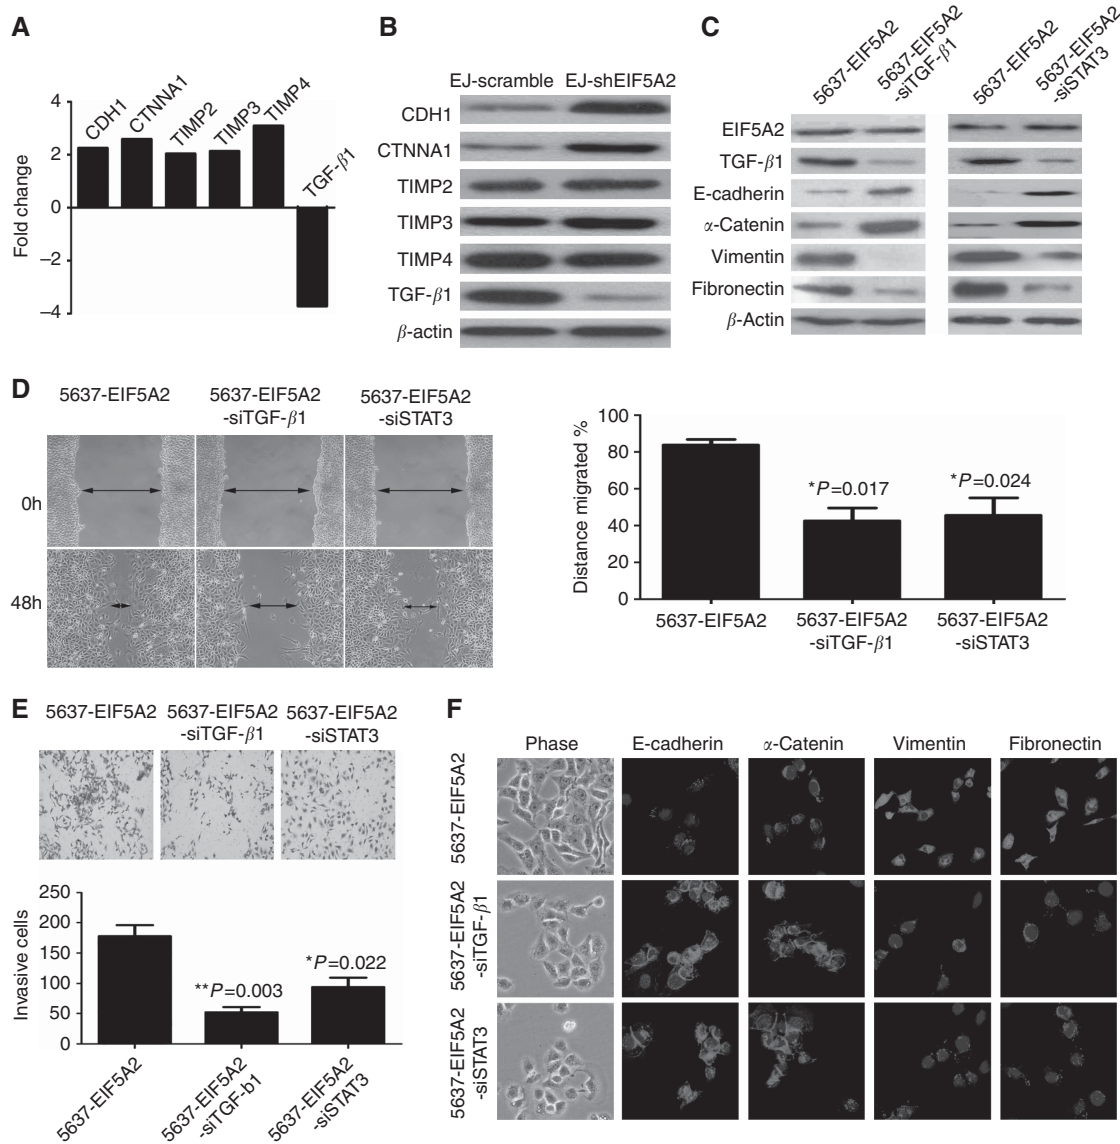 A
4
2
0
−2
−4
Fold change
CDH1
CTNNA1
TIMP2
TIMP3
TIMP4
TGF-β1
B
EJ-scramble EJ-shEIF5A2
CDH1
CTNNA1
TIMP2
TIMP3
TIMP4
TGF-β1
β-actin
C
5637-EIF5A2
5637-EIF5A2
-siTGF-β1
5637-EIF5A2
5637-EIF5A2
-siSTAT3
EIF5A2
TGF-β1
E-cadherin
α-Catenin
Vimentin
Fibronectin
β-Actin
D
5637-EIF5A2
5637-EIF5A2
-siTGF-β1
5637-EIF5A2
-siSTAT3
0h
48h
Distance migrated %
100
80
60
40
20
0
*P=0.017
*P=0.024
5637-EIF5A2
5637-EIF5A2
-siTGF-β1
5637-EIF5A2
-siSTAT3
E
5637-EIF5A2
5637-EIF5A2
-siTGF-β1
5637-EIF5A2
-siSTAT3
Invasive cells
250
200
150
100
50
0
**P=0.003
*P=0.022
5637-EIF5A2
5637-EIF5A2
-siTGF-b1
5637-EIF5A2
-siSTAT3
F
Phase E-cadherin α-Catenin Vimentin Fibronectin
5637-EIF5A2
5637-EIF5A2
-siTGF-β1
5637-EIF5A2
-siSTAT3